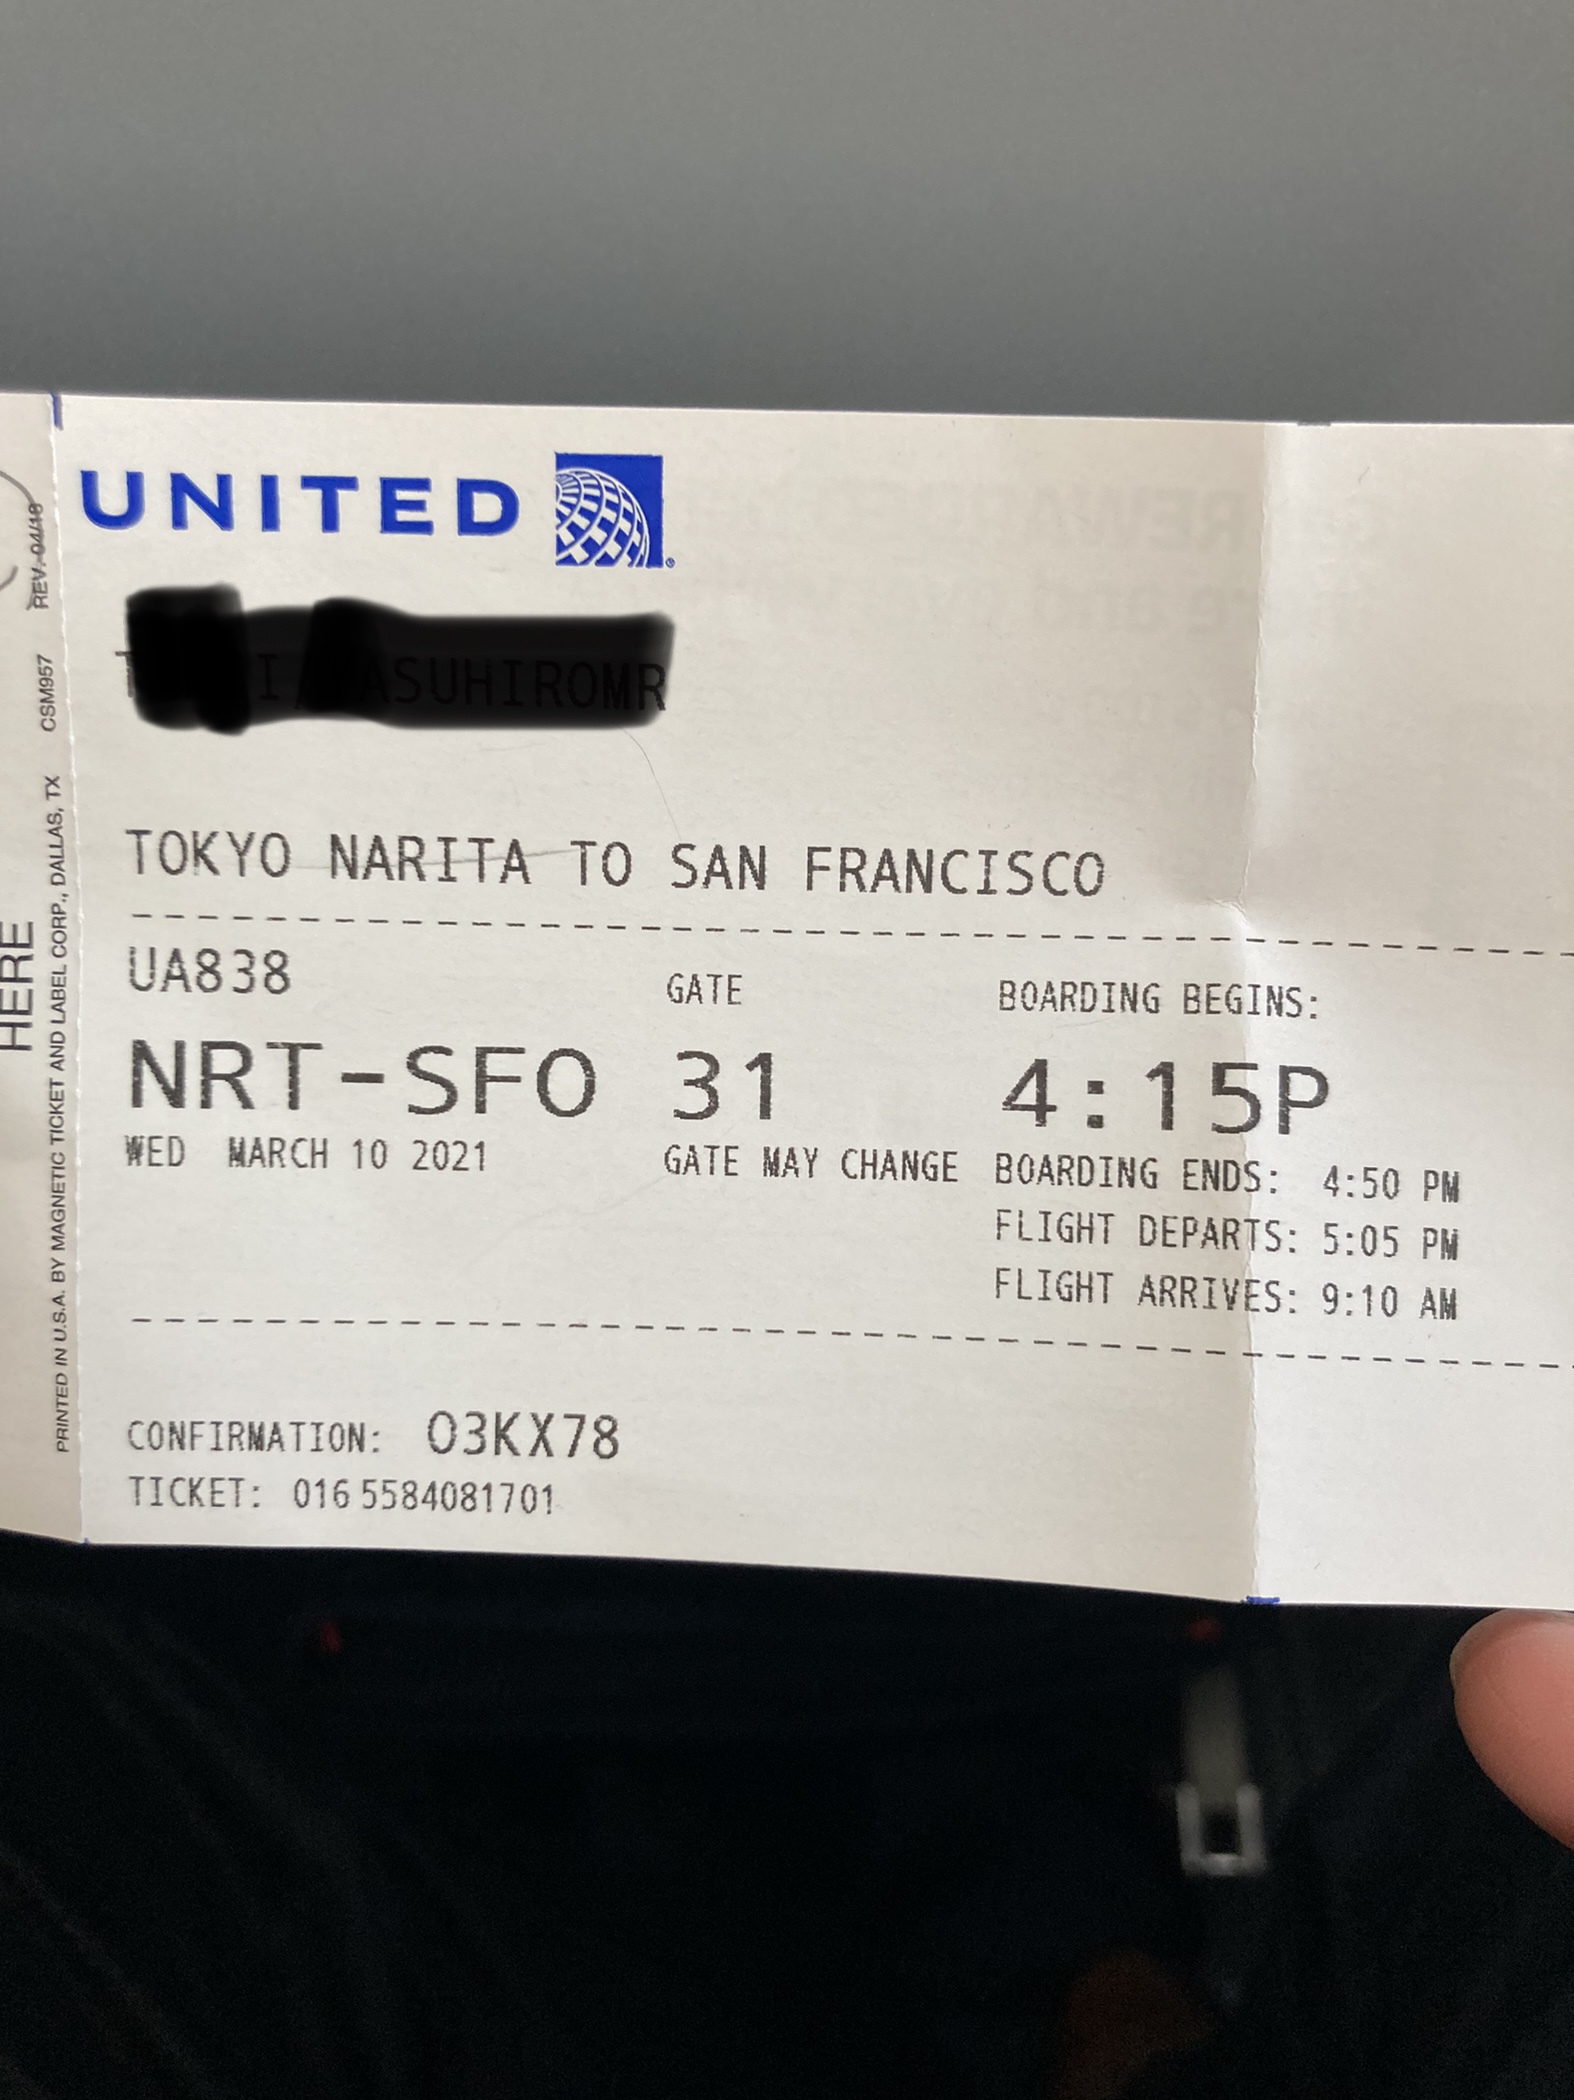 UNITED
TOKYO NARITA TO SAN FRANCISCO
UA838
NRT-SFO
WED MARCH 10 2021
GATE
31
GATE MAY CHANGE
BOARDING BEGINS:
4:15P
BOARDING ENDS: 4:50 PM
FLIGHT DEPARTS: 5:05 PM
FLIGHT ARRIVES: 9:10 AM
CONFIRMATION: O3KX78
TICKET: 016 5584081701
HERE
PRINTED IN U.S.A. BY MAGNETIC TICKET AND LABEL CORP., DALLAS, TX CSM957 REV. 04/18